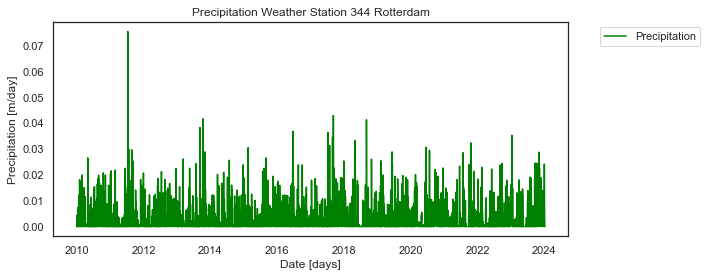 Precipitation Weather Station 344 Rotterdam
Precipitation
Precipitation [m/day]
0.07
0.06
0.05
0.04
0.03
0.02
0.01
0.00
2010 2012 2014 2016 2018 2020 2022 2024
Date [days]